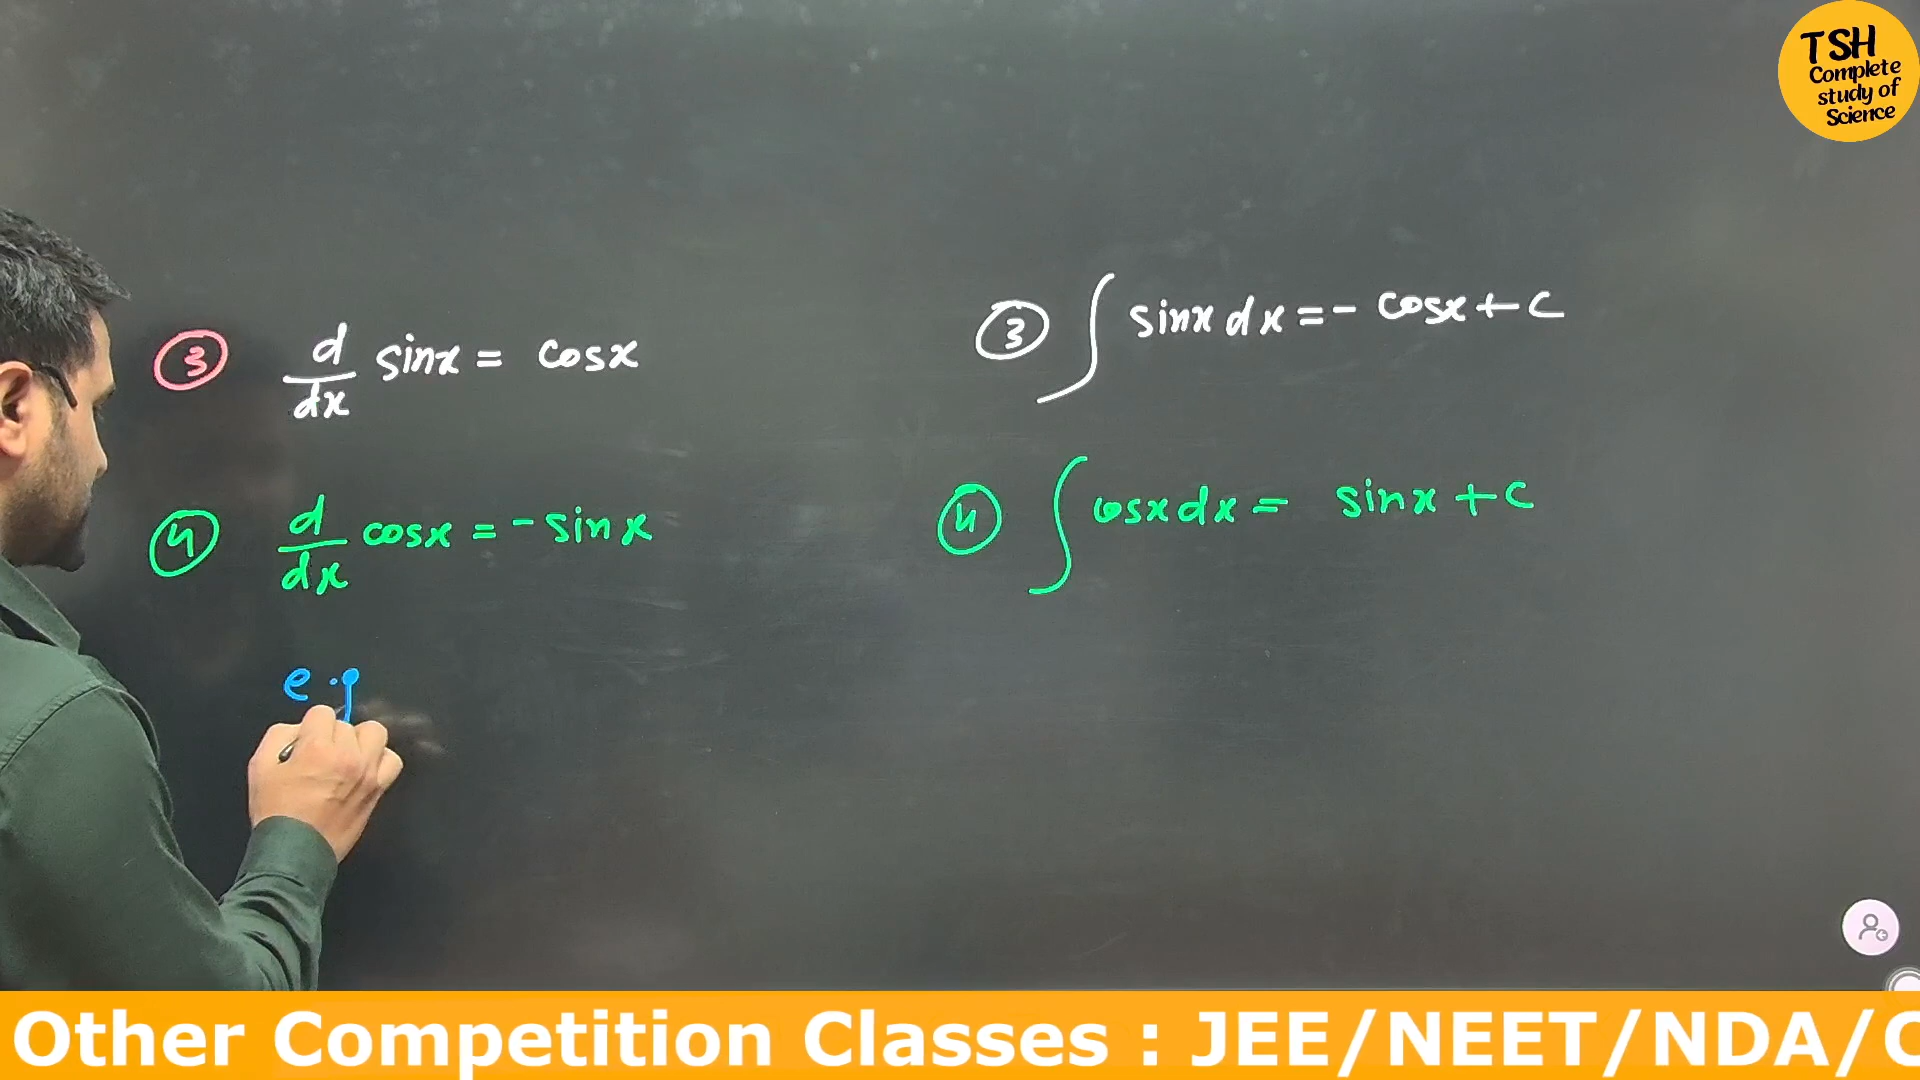 TSH
Complete
study of
Science
③ d/dx sinx = cosx
③ ∫ sinx dx = - cosx + c
④ d/dx cosx = - sinx
④ ∫ cosx dx = sinx + c
e.g
Other Competition Classes : JEE/NEET/NDA/C